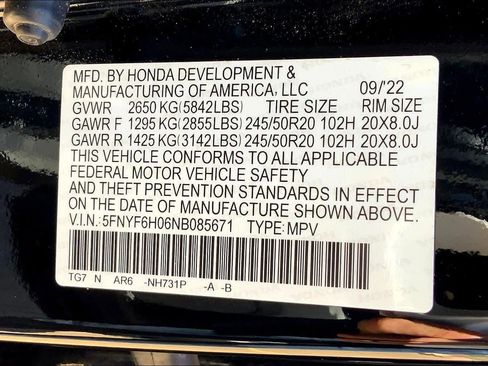 MFD. BY HONDA DEVELOPMENT &
MANUFACTURING OF AMERICA, LLC 09/'22
GVWR 2650 KG(5842LBS) TIRE SIZE RIM SIZE
GAWR F 1295 KG(2855LBS) 245/50R20 102H 20X8.0J
GAWR R 1425 KG(3142LBS) 245/50R20 102H 20X8.0J
THIS VEHICLE CONFORMS TO ALL APPLICABLE
FEDERAL MOTOR VEHICLE SAFETY
AND THEFT PREVENTION STANDARDS IN EFFECT
ON THE DATE OF MANUFACTURE SHOWN ABOVE.
V.I.N.: 5FNYF6H06NB085671 TYPE: MPV
TG7 N AR6 -NH731P -A -B